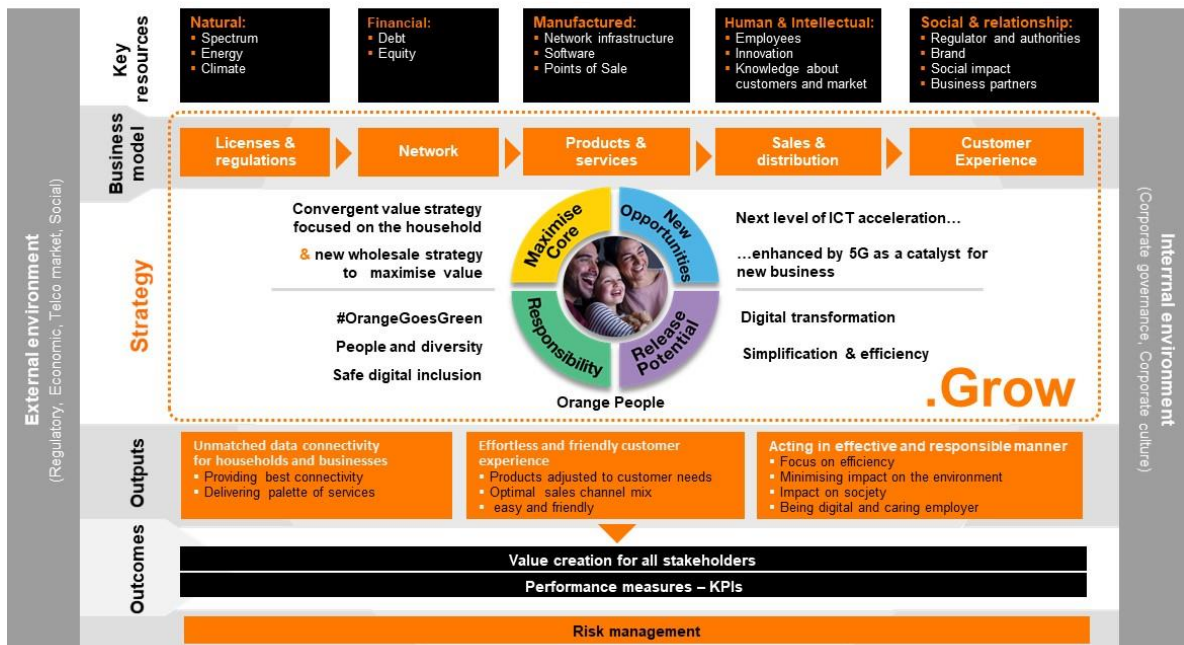 External environment
(Regulatory, Economic, Telco market, Social)
Key
resources
Natural:
Spectrum
Energy
Climate
Financial:
Debt
Equity
Manufactured:
Network infrastructure
Software
Points of Sale
Human & Intellectual:
Employees
Innovation
Knowledge about
customers and market
Social & relationship:
Regulator and authorities
Brand
Social impact
Business partners
Business
model
Licenses &
regulations
Network
Products &
services
Sales &
distribution
Customer
Experience
Strategy
Convergent value strategy
focused on the household
& new wholesale strategy
to maximise value
#OrangeGoesGreen
People and diversity
Safe digital inclusion
Maximise
Core
New
Opportunities
Responsibility
Release
Potential
Orange People
Next level of ICT acceleration…
…enhanced by 5G as a catalyst for
new business
Digital transformation
Simplification & efficiency
.Grow
Outputs
Unmatched data connectivity
for households and businesses
Providing best connectivity
Delivering palette of services
Effortless and friendly customer
experience
Products adjusted to customer needs
Optimal sales channel mix
easy and friendly
Acting in effective and responsible manner
Focus on efficiency
Minimising impact on the environment
Impact on socjety
Being digital and caring employer
Outcomes
Value creation for all stakeholders
Performance measures – KPIs
Risk management
Interrnal environment
(Corporate governance, Corporate culture)